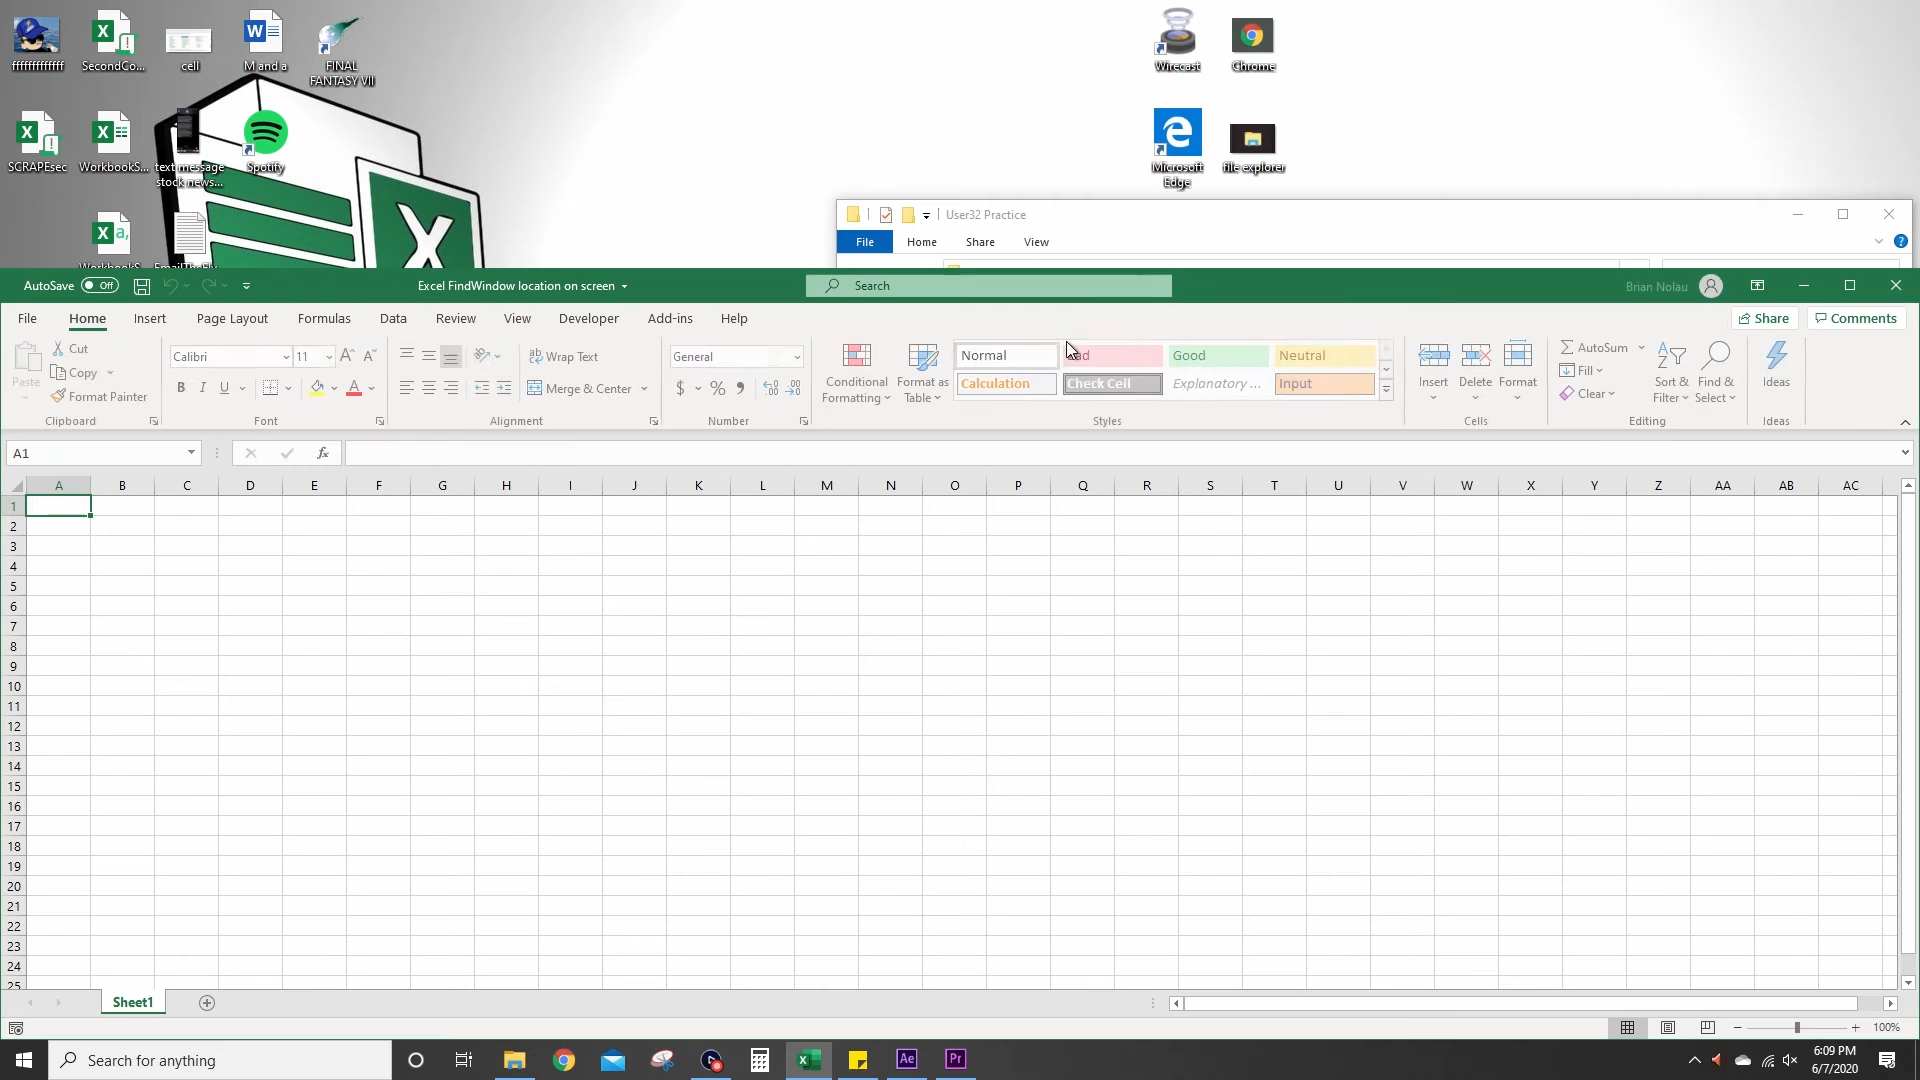 fffffffffffff
SecondCo...
cell
M and a
FINAL
FANTASY VII
Wirecast
Chrome
SCRAPEsec
WorkbookS...
text message
stock news...
Spotify
Microsoft
Edge
file explorer
User32 Practice
File Home Share View
AutoSave Off
Excel FindWindow location on screen
Search
Brian Nolau
File Home Insert Page Layout Formulas Data Review View Developer Add-ins Help
Share
Comments
Paste
Cut
Copy
Format Painter
Clipboard
Calibri
11
B I U
Font
Wrap Text
Merge & Center
Alignment
General
$ %
Number
Conditional
Formatting
Format as
Table
Normal
Good
Neutral
Calculation
Check Cell
Explanatory ...
Input
Styles
Insert
Delete
Format
Cells
AutoSum
Fill
Clear
Sort &
Filter
Find &
Select
Editing
Ideas
Ideas
A1
fx
A B C D E F G H I J K L M N O P Q R S T U V W X Y Z AA AB AC
1
2
3
4
5
6
7
8
9
10
11
12
13
14
15
16
17
18
19
20
21
22
23
24
25
Sheet1
100%
Search for anything
Ae
Pr
6:09 PM
6/7/2020